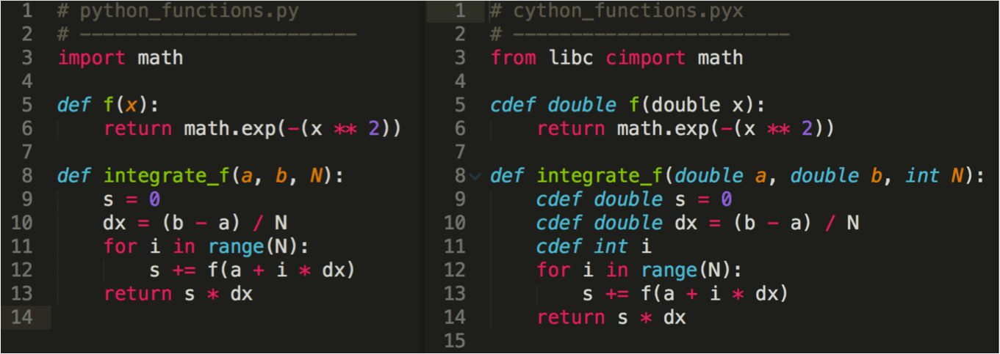 1 # python_functions.py
2 # ------------------------
3 import math
4
5 def f(x):
6     return math.exp(-(x ** 2))
7
8 def integrate_f(a, b, N):
9     s = 0
10     dx = (b - a) / N
11     for i in range(N):
12         s += f(a + i * dx)
13     return s * dx
14
1 # cython_functions.pyx
2 # ------------------------
3 from libc cimport math
4
5 cdef double f(double x):
6     return math.exp(-(x ** 2))
7
8 def integrate_f(double a, double b, int N):
9     cdef double s = 0
10     cdef double dx = (b - a) / N
11     cdef int i
12     for i in range(N):
13         s += f(a + i * dx)
14     return s * dx
15